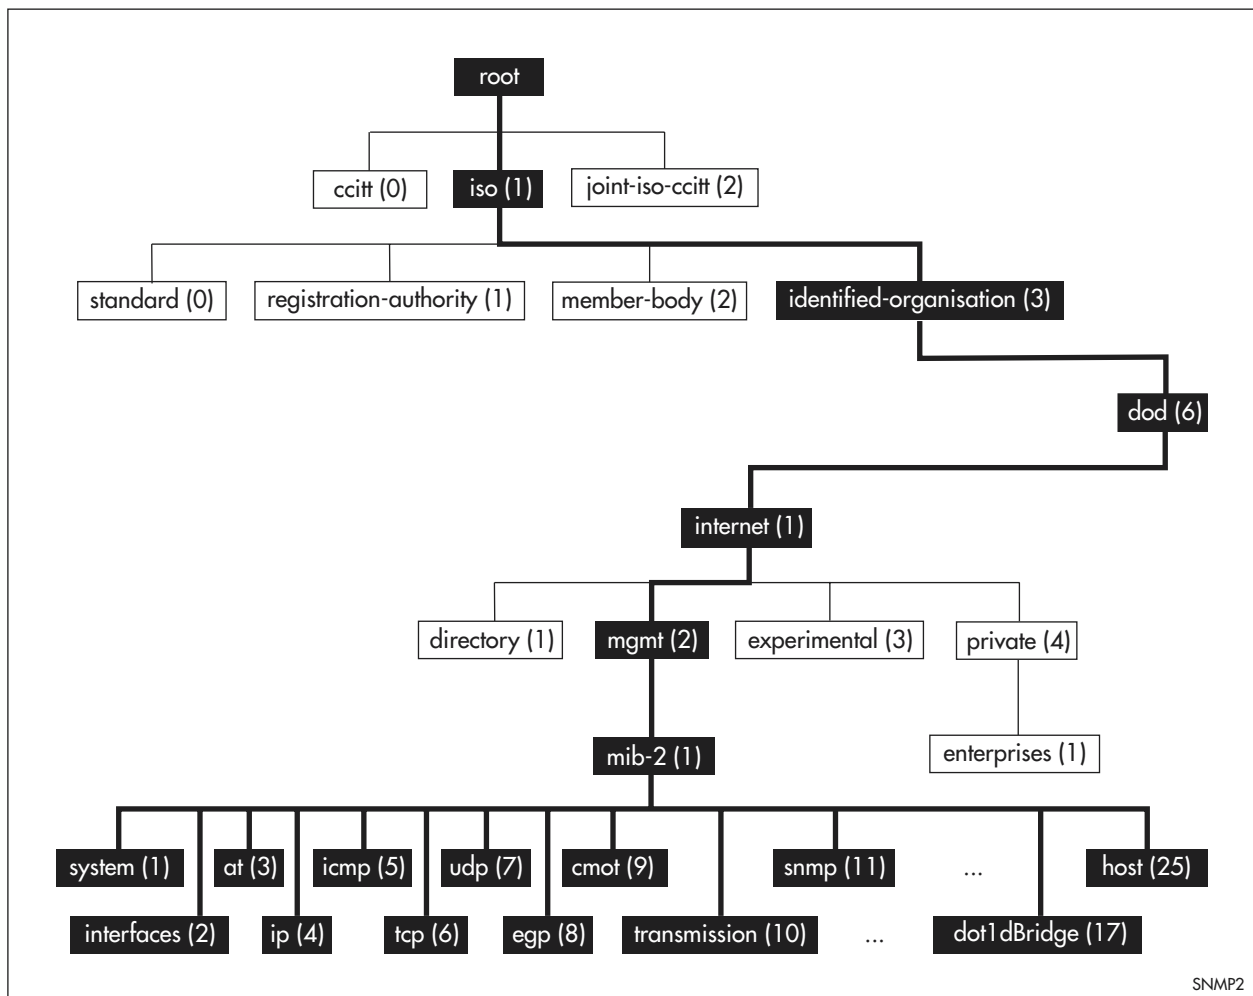 root
ccitt (0) iso (1) joint-iso-ccitt (2)
standard (0) registration-authority (1) member-body (2) identified-organisation (3)
dod (6)
internet (1)
directory (1) mgmt (2) experimental (3) private (4)
mib-2 (1) enterprises (1)
system (1) at (3) icmp (5) udp (7) cmot (9) snmp (11) ... host (25)
interfaces (2) ip (4) tcp (6) egp (8) transmission (10) ... dot1dBridge (17)
SNMP2